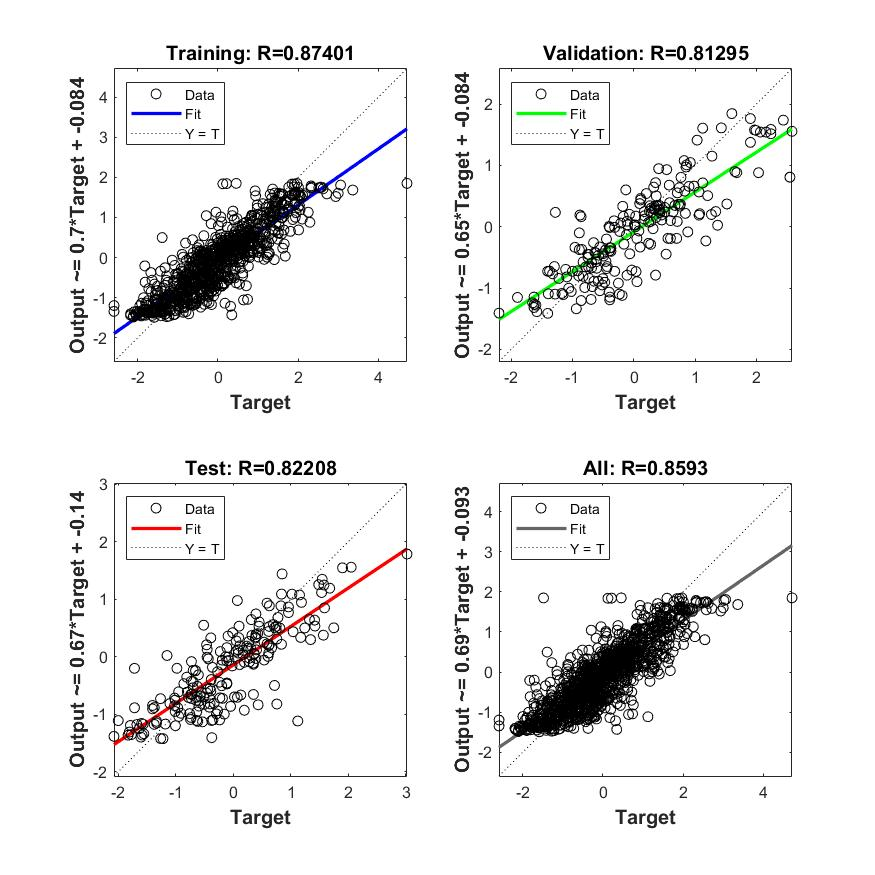 Training: R=0.87401
Output ~= 0.7*Target + -0.084
4
3
2
1
0
-1
-2
Data
Fit
Y = T
-2
0
2
4
Target
Validation: R=0.81295
Output ~= 0.65*Target + -0.084
2
1
0
-1
-2
Data
Fit
Y = T
-2
-1
0
1
2
Target
Test: R=0.82208
Output ~= 0.67*Target + -0.14
3
2
1
0
-1
-2
Data
Fit
Y = T
-2
-1
0
1
2
3
Target
All: R=0.8593
Output ~= 0.69*Target + -0.093
4
3
2
1
0
-1
-2
Data
Fit
Y = T
-2
0
2
4
Target